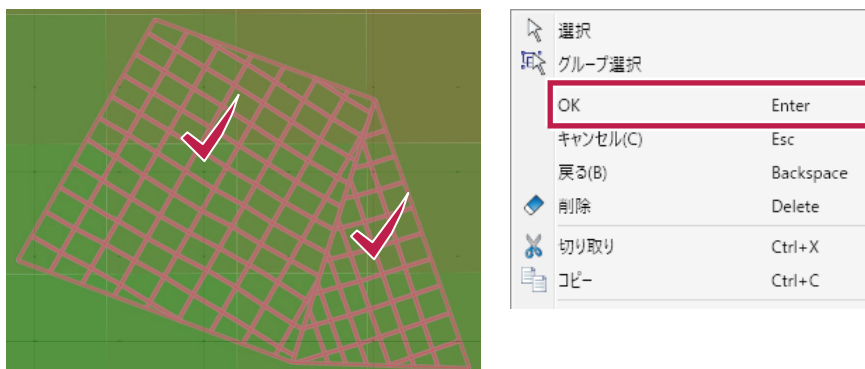 選択
グループ選択
OK Enter
キャンセル(C) Esc
戻る(B) Backspace
削除 Delete
切り取り Ctrl+X
コピー Ctrl+C